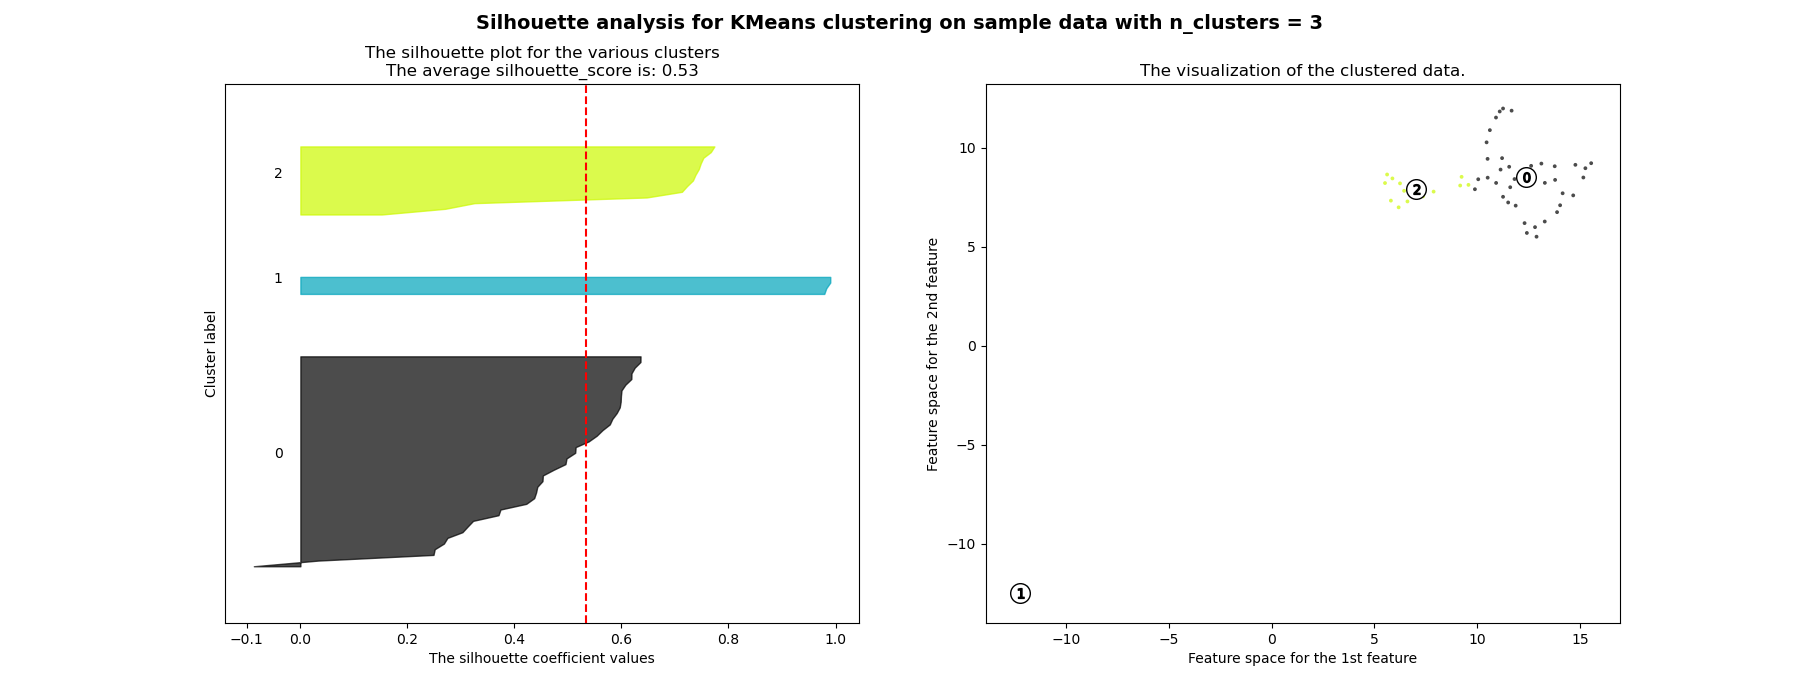 Silhouette analysis for KMeans clustering on sample data with n_clusters = 3
The silhouette plot for the various clusters
The average silhouette_score is: 0.53
Cluster label
2
1
0
−0.1 0.0 0.2 0.4 0.6 0.8 1.0
The silhouette coefficient values
The visualization of the clustered data.
Feature space for the 2nd feature
10
5
0
−5
−10
0
2
1
−10 −5 0 5 10 15
Feature space for the 1st feature